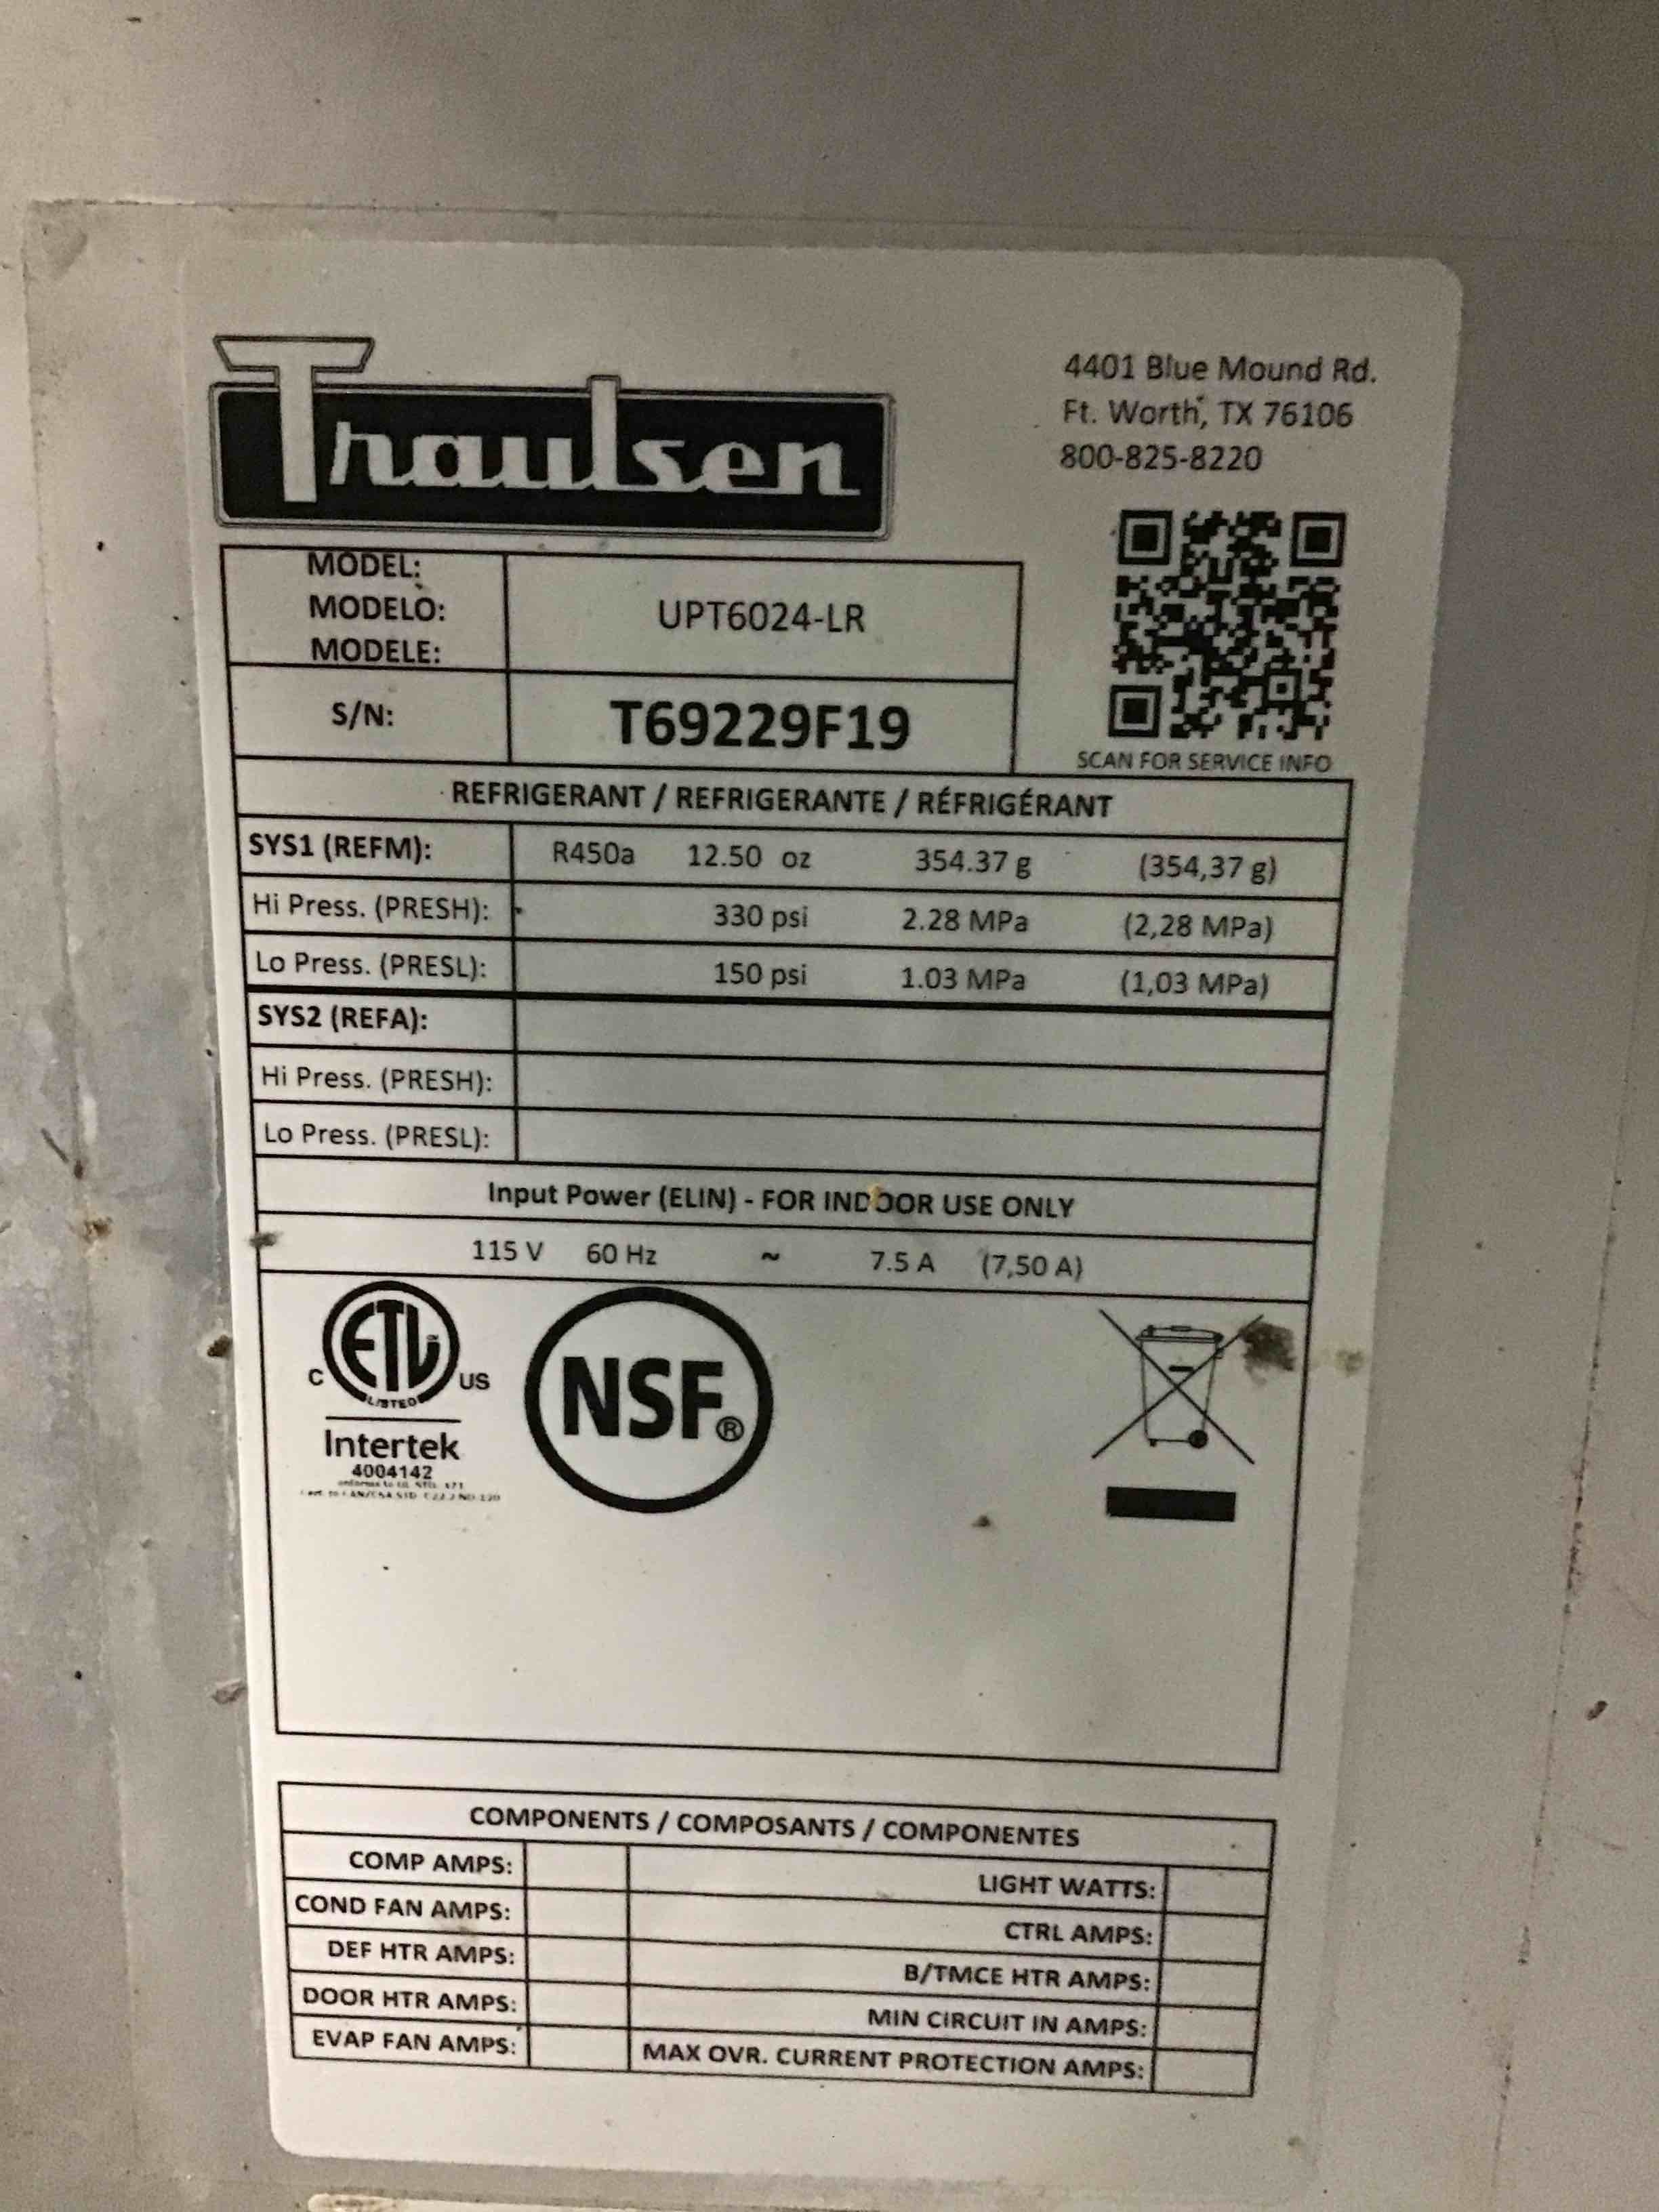 Traulsen
4401 Blue Mound Rd.
Ft. Worth, TX 76106
800-825-8220
MODEL:
MODELO:
MODELE:
UPT6024-LR
S/N:
T69229F19
SCAN FOR SERVICE INFO
REFRIGERANT / REFRIGERANTE / RÉFRIGÉRANT
SYS1 (REFM): R450a 12.50 oz 354.37 g (354,37 g)
Hi Press. (PRESH): 330 psi 2.28 MPa (2,28 MPa)
Lo Press. (PRESL): 150 psi 1.03 MPa (1,03 MPa)
SYS2 (REFA):
Hi Press. (PRESH):
Lo Press. (PRESL):
Input Power (ELIN) - FOR INDOOR USE ONLY
115 V 60 Hz ~ 7.5 A (7,50 A)
ETL
LISTED
C US
Intertek
4004142
NSF®
COMPONENTS / COMPOSANTS / COMPONENTES
COMP AMPS: LIGHT WATTS:
COND FAN AMPS: CTRL AMPS:
DEF HTR AMPS: B/TMCE HTR AMPS:
DOOR HTR AMPS: MIN CIRCUIT IN AMPS:
EVAP FAN AMPS: MAX OVR. CURRENT PROTECTION AMPS: